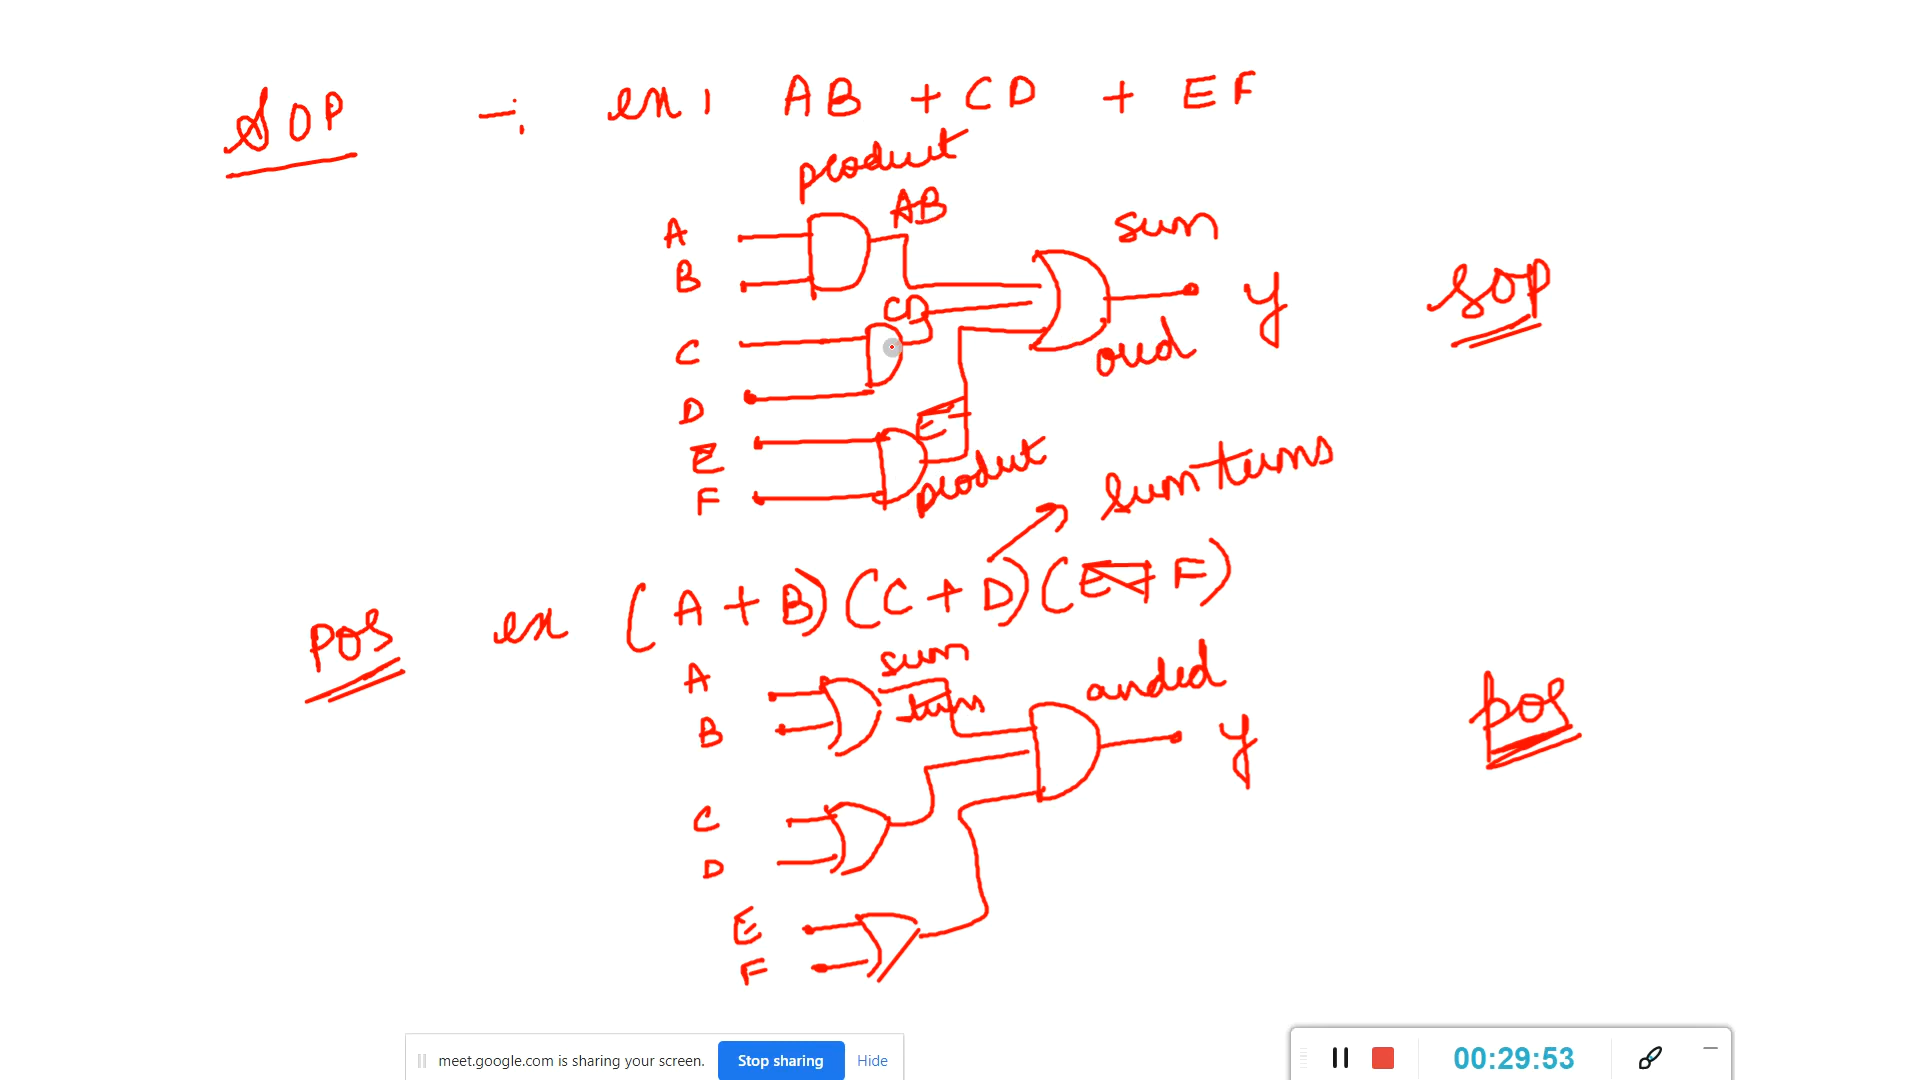 SOP -: ex: AB + CD + EF
product
AB
A
sum
B
y
SOP
CD
C
ored
D
E
E
product
F
sum terms
POS ex (A + B) (C + D) (E + F)
sum
A
anded
terms
B
y
pos
C
D
E
F
meet.google.com is sharing your screen. Stop sharing Hide
00:29:53